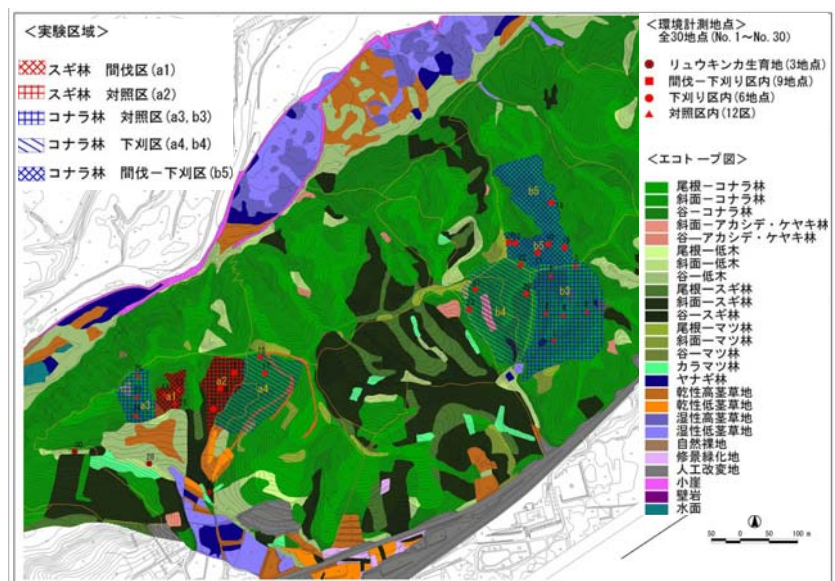 <実験区域>
スギ林 間伐区(a1)
スギ林 対照区(a2)
コナラ林 対照区(a3,b3)
コナラ林 下刈区(a4,b4)
コナラ林 間伐-下刈区(b5)
<環境計測地点>
全30地点(No.1~No.30)
リュウキンカ生育地(3地点)
間伐-下刈り区内(9地点)
下刈り区内(6地点)
対照区内(12区)
<エコトープ図>
尾根-コナラ林
斜面-コナラ林
谷-コナラ林
斜面-アカシデ・ケヤキ林
谷-アカシデ・ケヤキ林
尾根-低木
斜面-低木
谷-低木
尾根-スギ林
斜面-スギ林
谷-スギ林
尾根-マツ林
斜面-マツ林
谷-マツ林
カラマツ林
ヤナギ林
乾性高茎草地
乾性低茎草地
湿性高茎草地
湿性低茎草地
自然裸地
修景緑化地
人工改変地
小崖
壁岩
水面
50 0 50 100 m
b5
b5
b4
b3
a3
a1
a2
a4